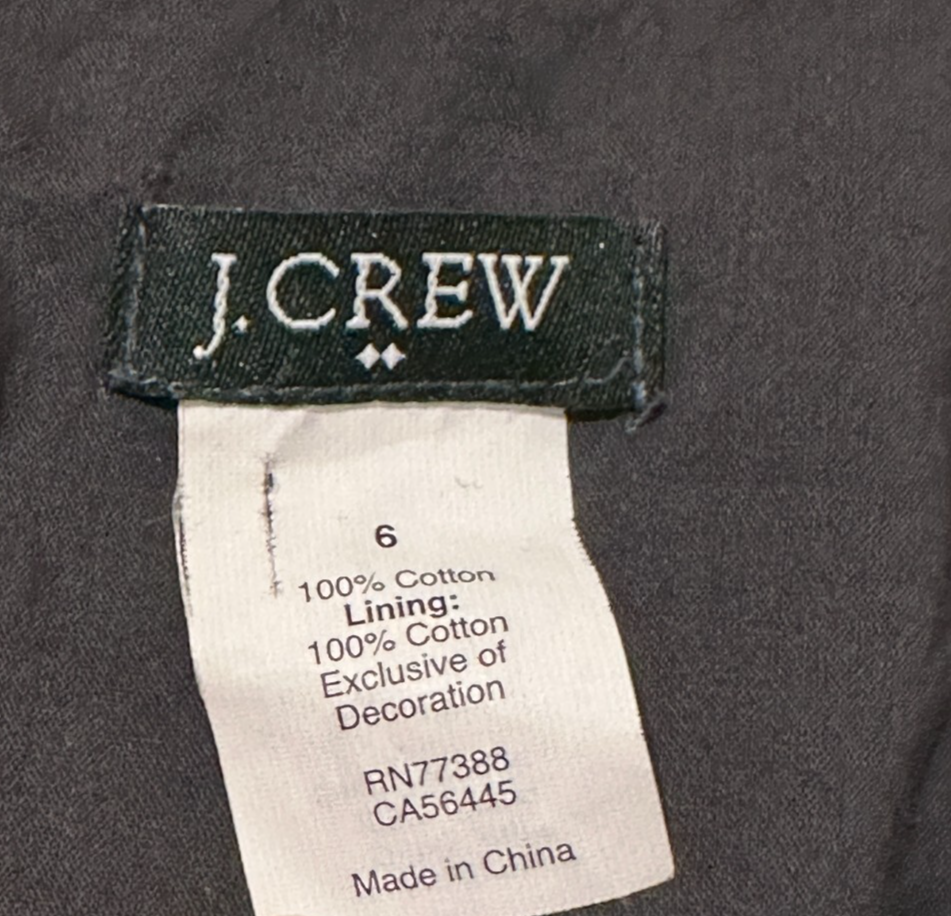 J.CREW
6
100% Cotton
Lining:
100% Cotton
Exclusive of
Decoration
RN77388
CA56445
Made in China